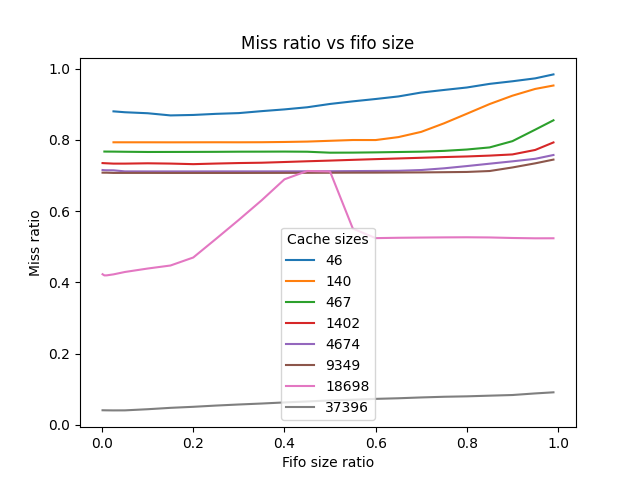 Miss ratio vs fifo size
1.0
0.8
0.6
0.4
0.2
0.0
Miss ratio
Cache sizes
46
140
467
1402
4674
9349
18698
37396
0.0 0.2 0.4 0.6 0.8 1.0
Fifo size ratio